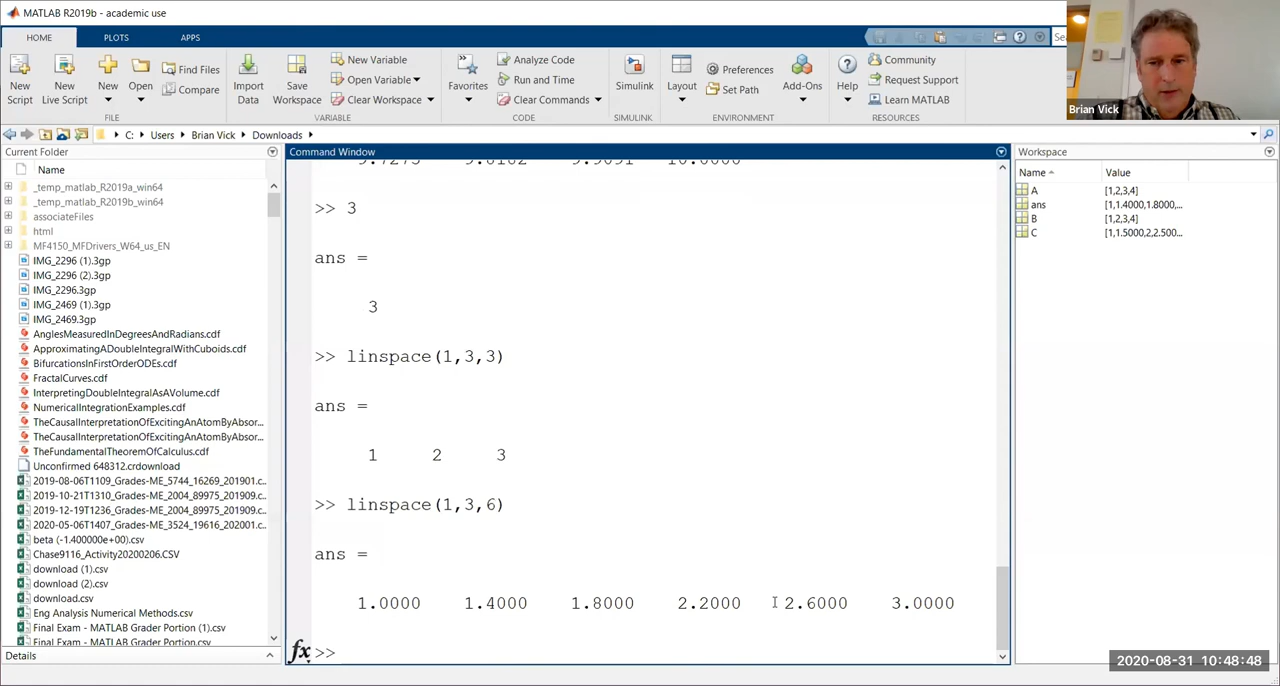 MATLAB R2019b - academic use
HOME PLOTS APPS
New Script
New Live Script
New
Open
Find Files
Compare
FILE
Import Data
Save Workspace
New Variable
Open Variable
Clear Workspace
VARIABLE
Favorites
Analyze Code
Run and Time
Clear Commands
CODE
Simulink
SIMULINK
Layout
Preferences
Set Path
Add-Ons
ENVIRONMENT
Help
Community
Request Support
Learn MATLAB
RESOURCES
Brian Vick
C: Users Brian Vick Downloads
Current Folder
Name
_temp_matlab_R2019a_win64
_temp_matlab_R2019b_win64
associateFiles
html
MF4150_MFDrivers_W64_us_EN
IMG_2296 (1).3gp
IMG_2296 (2).3gp
IMG_2296.3gp
IMG_2469 (1).3gp
IMG_2469.3gp
AnglesMeasuredInDegreesAndRadians.cdf
ApproximatingADoubleIntegralWithCuboids.cdf
BifurcationsInFirstOrderODEs.cdf
FractalCurves.cdf
InterpretingDoubleIntegralAsAVolume.cdf
NumericalIntegrationExamples.cdf
TheCausalInterpretationOfExcitingAnAtomByAbsor...
TheCausalInterpretationOfExcitingAnAtomByAbsor...
TheFundamentalTheoremOfCalculus.cdf
Unconfirmed 648312.crdownload
2019-08-06T1109_Grades-ME_5744_16269_201901.c...
2019-10-21T1310_Grades-ME_2004_89975_201909.c...
2019-12-19T1236_Grades-ME_2004_89975_201909.c...
2020-05-06T1407_Grades-ME_3524_19616_202001.c...
beta (-1.400000e+00).csv
Chase9116_Activity20200206.CSV
download (1).csv
download (2).csv
download.csv
Eng Analysis Numerical Methods.csv
Final Exam - MATLAB Grader Portion (1).csv
Final Exam - MATLAB Grader Portion.csv
Details
Command Window
>> 3
ans =
3
>> linspace(1,3,3)
ans =
1 2 3
>> linspace(1,3,6)
ans =
1.0000 1.4000 1.8000 2.2000 2.6000 3.0000
fx >>
Workspace
Name Value
A [1,2,3,4]
ans [1,1.4000,1.8000,...
B [1,2,3,4]
C [1,1.5000,2,2.500...
2020-08-31 10:48:48